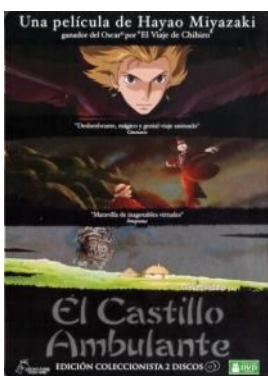 Una película de Hayao Miyazaki
ganador del Oscar® por "El Viaje de Chihiro"
"Deslumbrante, mágico y genial viaje animado"
"Maravilla de inagotables virtudes"
Fotogramas
El Castillo
Ambulante
EDICIÓN COLECCIONISTA 2 DISCOS
DVD